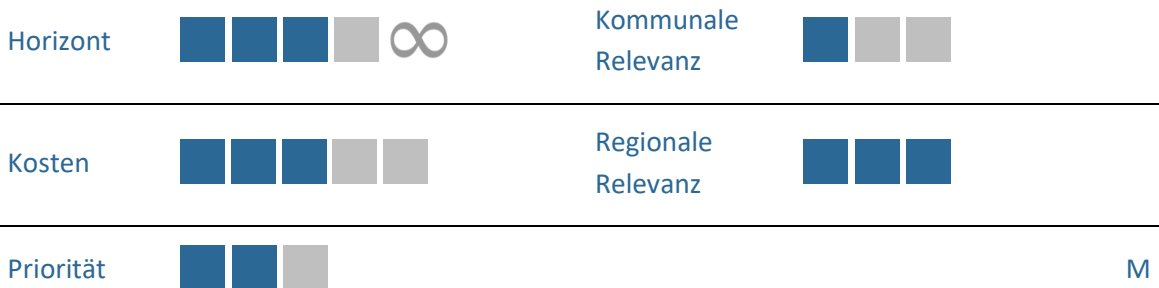 Horizont
∞
Kommunale
Relevanz
Kosten
Regionale
Relevanz
Priorität
M